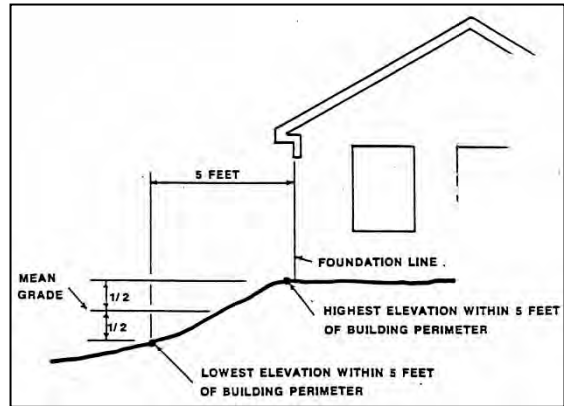 5 FEET
FOUNDATION LINE.
MEAN
GRADE
1/2
1/2
HIGHEST ELEVATION WITHIN 5 FEET
OF BUILDING PERIMETER
LOWEST ELEVATION WITHIN 5 FEET
OF BUILDING PERIMETER